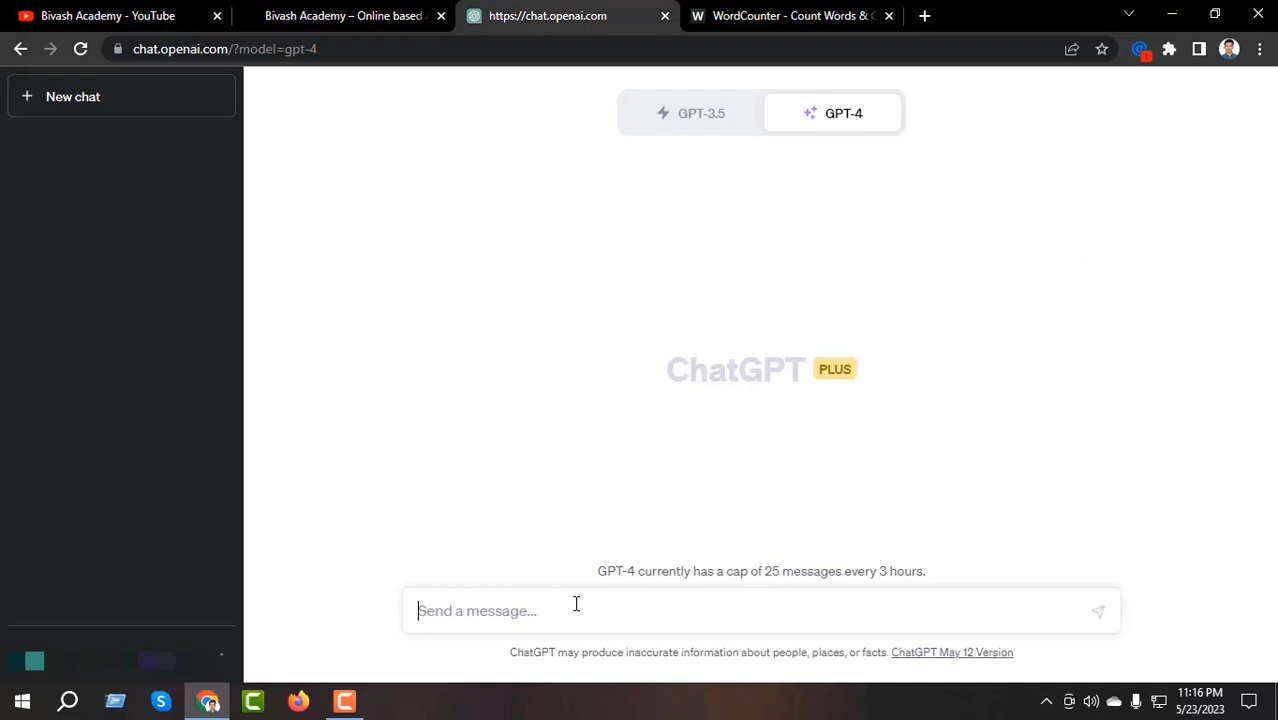 Bivash Academy - YouTube
Bivash Academy – Online based A
https://chat.openai.com
WordCounter - Count Words & C
chat.openai.com/?model=gpt-4
1
New chat
GPT-3.5
GPT-4
ChatGPT PLUS
GPT-4 currently has a cap of 25 messages every 3 hours.
Send a message...
ChatGPT may produce inaccurate information about people, places, or facts. ChatGPT May 12 Version
11:16 PM
5/23/2023